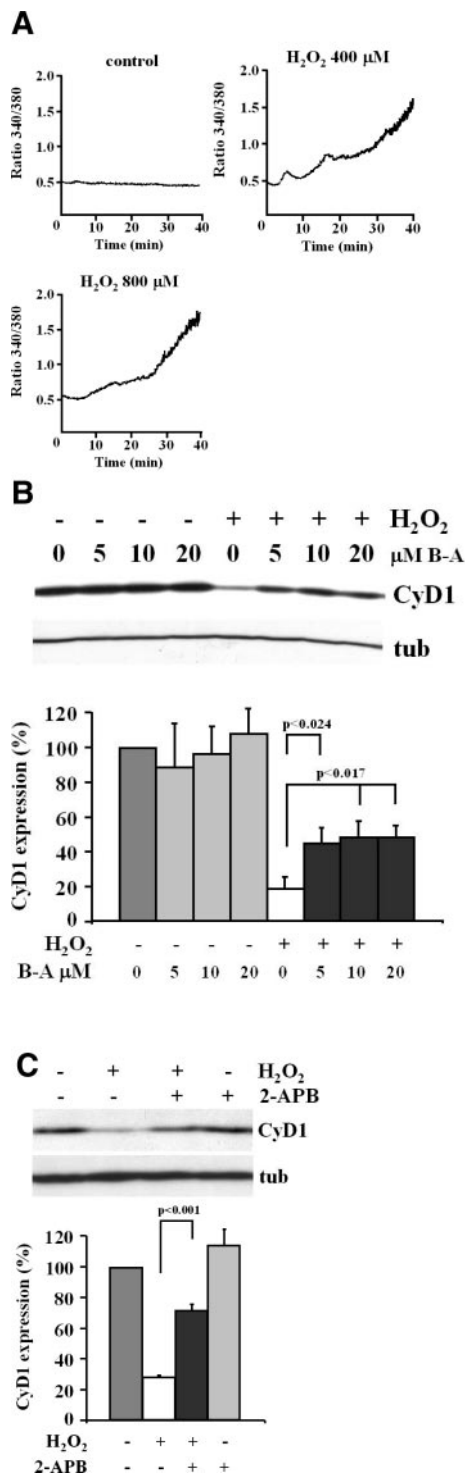 A
control
H₂O₂ 400 µM
Ratio 340/380
2.0
1.5
1.0
0.5
0 10 20 30 40
Time (min)
Ratio 340/380
2.0
1.5
1.0
0.5
0 10 20 30 40
Time (min)
H₂O₂ 800 µM
Ratio 340/380
2.0
1.5
1.0
0.5
0 10 20 30 40
Time (min)
B
- - - - + + + + H₂O₂
0 5 10 20 0 5 10 20 µM B-A
CyD1
tub
CyD1 expression (%)
120
100
80
60
40
20
0
p<0.024
p<0.017
H₂O₂ - - - - + + + +
B-A µM 0 5 10 20 0 5 10 20
C
- + + - H₂O₂
- - + + 2-APB
CyD1
tub
CyD1 expression (%)
120
100
80
60
40
20
0
p<0.001
H₂O₂ - + + -
2-APB - - + +